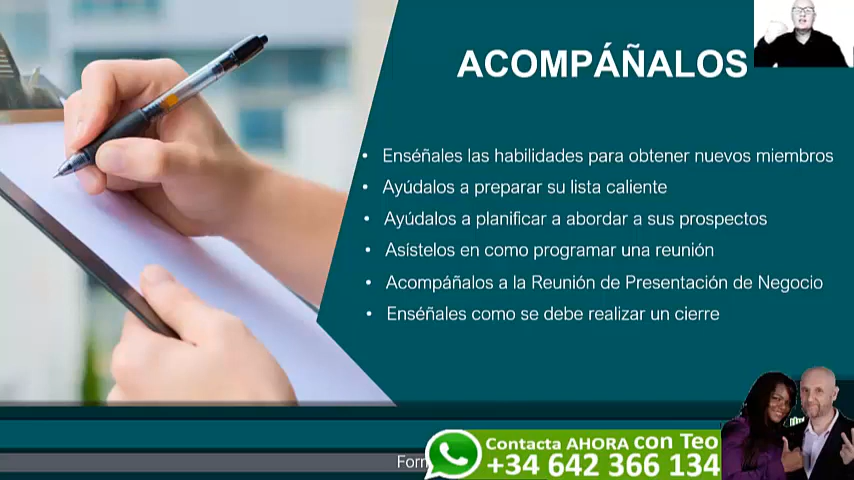 ACOMPÁÑALOS
• Enséñales las habilidades para obtener nuevos miembros
• Ayúdalos a preparar su lista caliente
• Ayúdalos a planificar a abordar a sus prospectos
• Asístelos en como programar una reunión
• Acompáñalos a la Reunión de Presentación de Negocio
• Enséñales como se debe realizar un cierre
Contacta AHORA con Teo
+34 642 366 134